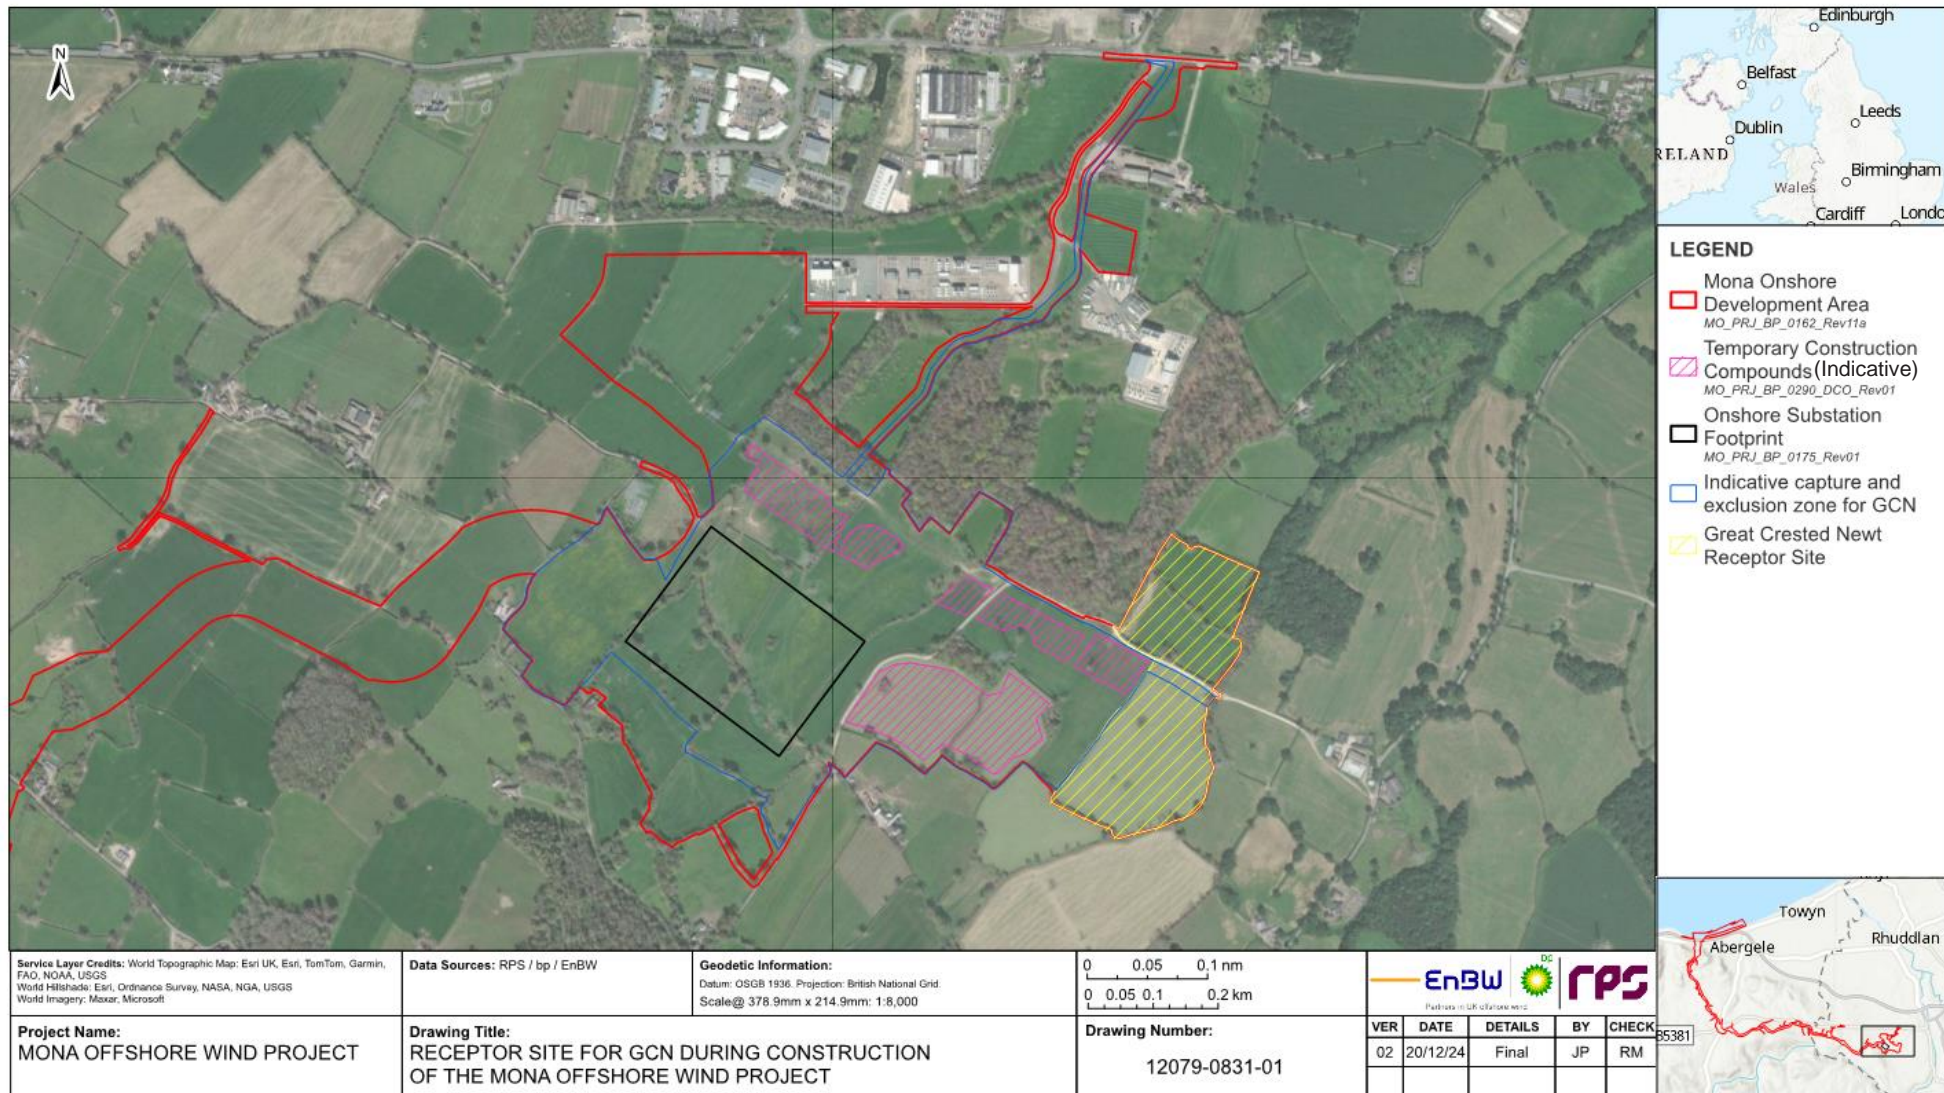 N
Edinburgh
Belfast
Leeds
Dublin
RELAND
Birmingham
Wales
Cardiff
Londo
LEGEND
Mona Onshore
Development Area
MO_PRJ_BP_0162_Rev11a
Temporary Construction
Compounds (Indicative)
MO_PRJ_BP_0290_DCO_Rev01
Onshore Substation
Footprint
MO_PRJ_BP_0175_Rev01
Indicative capture and
exclusion zone for GCN
Great Crested Newt
Receptor Site
Towyn
Abergele
Rhuddlan
B5381
Service Layer Credits: World Topographic Map: Esri UK, Esri, TomTom, Garmin,
FAO, NOAA, USGS
World Hillshade: Esri, Ordnance Survey, NASA, NGA, USGS
World Imagery: Maxar, Microsoft
Data Sources: RPS / bp / EnBW
Geodetic Information:
Datum: OSGB 1936. Projection: British National Grid.
Scale@ 378.9mm x 214.9mm: 1:8,000
0 0.05 0.1 nm
0 0.05 0.1 0.2 km
EnBW
bp
rps
Partners in UK offshore wind
Project Name:
MONA OFFSHORE WIND PROJECT
Drawing Title:
RECEPTOR SITE FOR GCN DURING CONSTRUCTION
OF THE MONA OFFSHORE WIND PROJECT
Drawing Number:
12079-0831-01
VER DATE DETAILS BY CHECK
02 20/12/24 Final JP RM